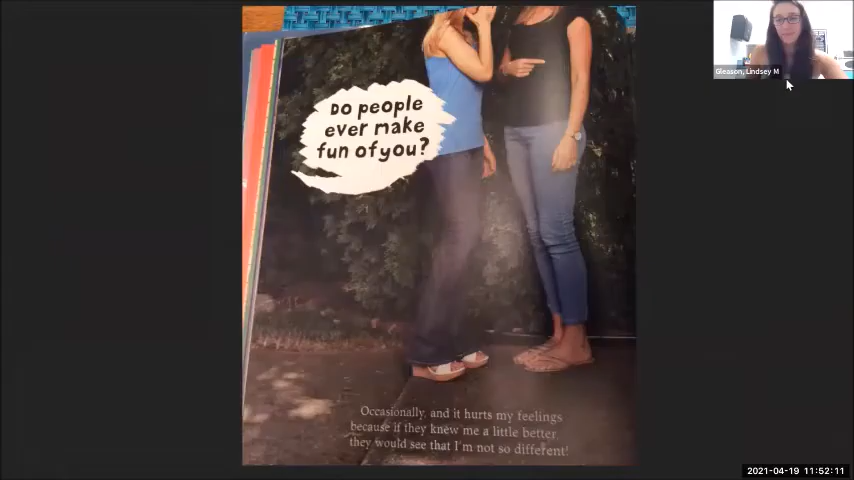 Do people
ever make
fun of you?
Occasionally, and it hurts my feelings
because if they knew me a little better,
they would see that I'm not so different!
Gleason, Lindsey M
2021-04-19 11:52:11